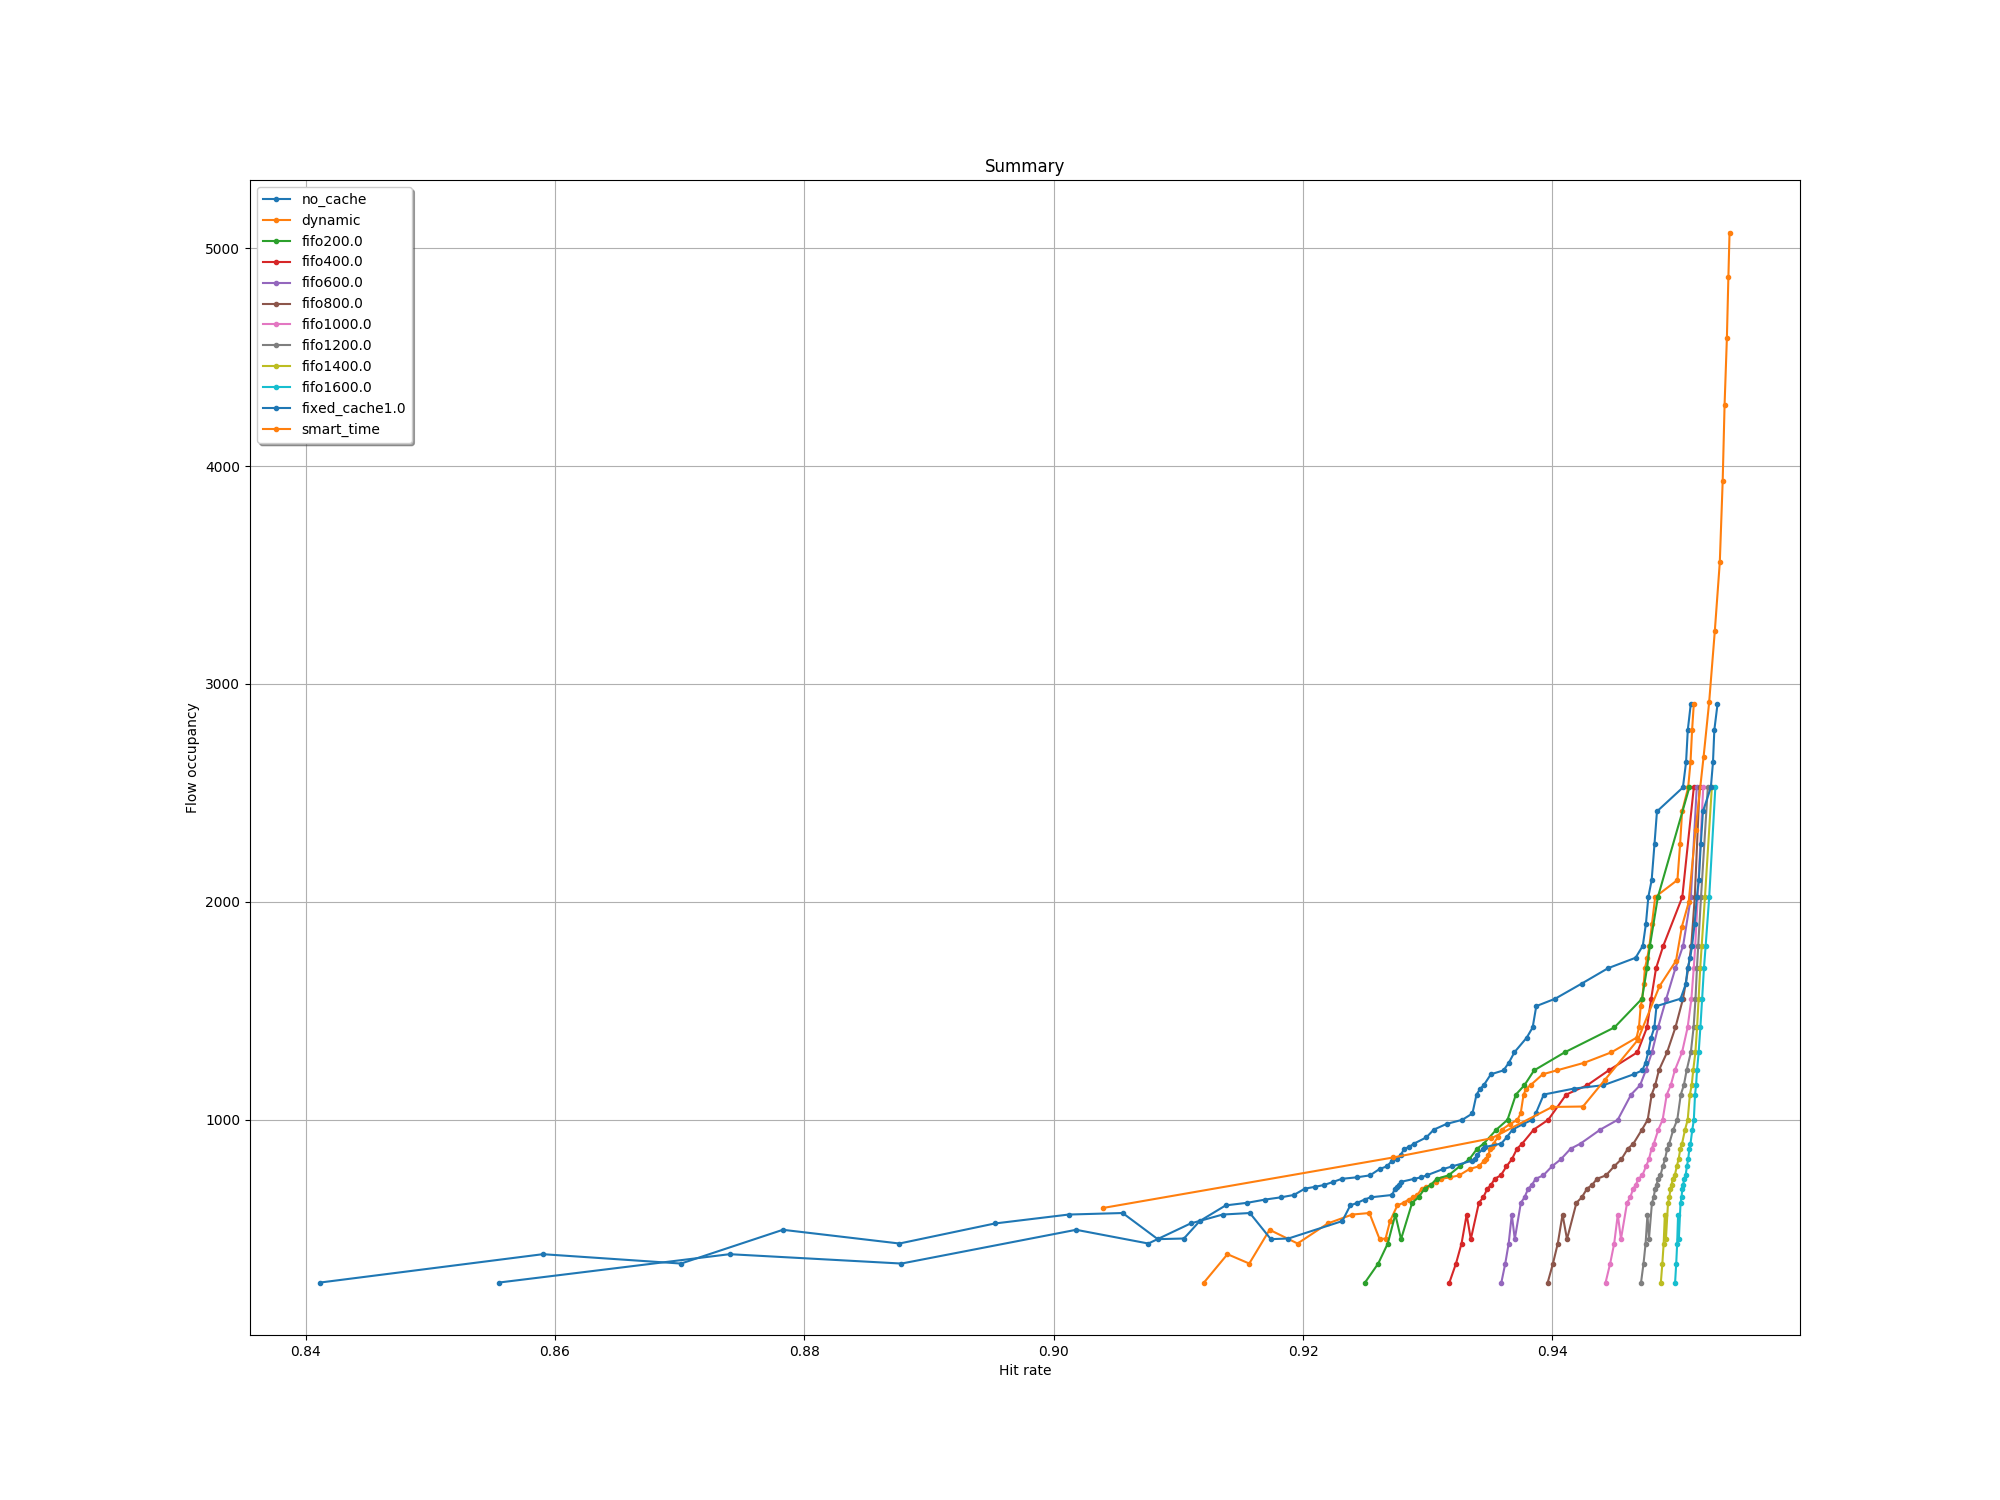 Summary
no_cache
dynamic
fifo200.0
fifo400.0
fifo600.0
fifo800.0
fifo1000.0
fifo1200.0
fifo1400.0
fifo1600.0
fixed_cache1.0
smart_time
5000
4000
3000
2000
1000
Flow occupancy
0.84 0.86 0.88 0.90 0.92 0.94
Hit rate